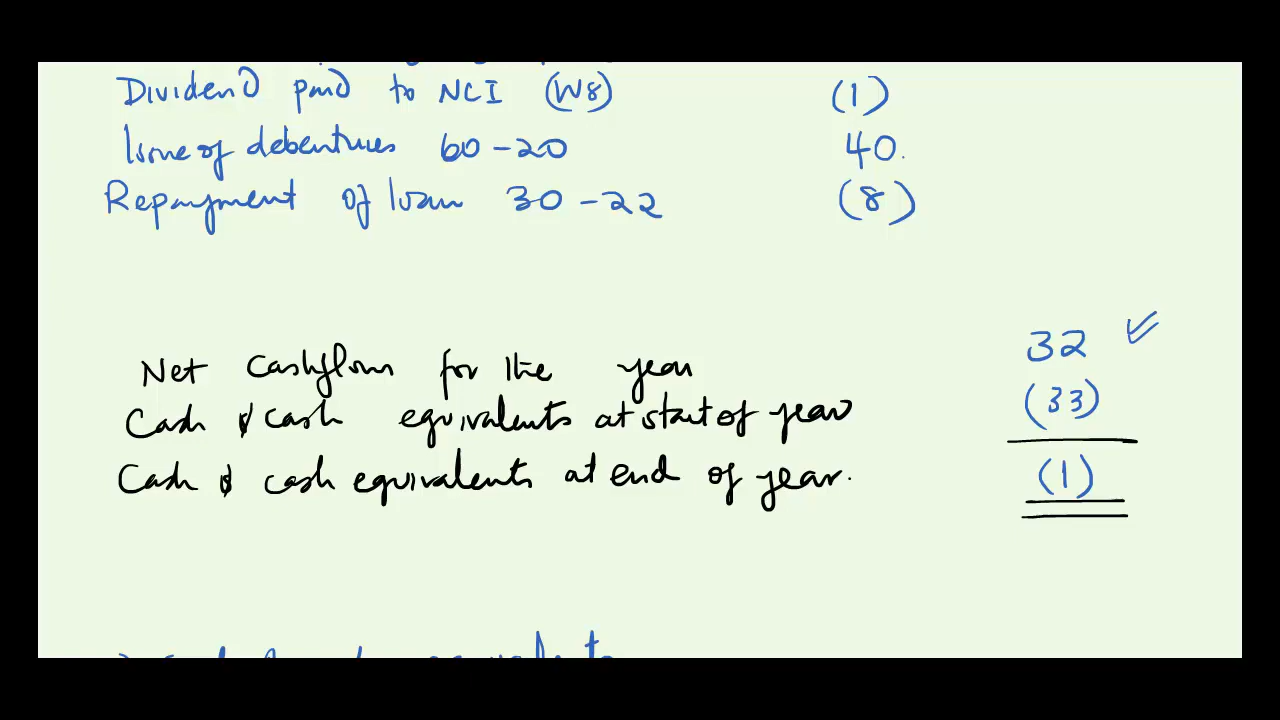 Dividend paid to NCI (W8) (1)
Issue of debentures 60 - 20 40
Repayment of loan 30 - 22 (8)
Net Cashflow for the year 32
Cash & cash equivalents at start of year (33)
Cash & cash equivalents at end of year. (1)